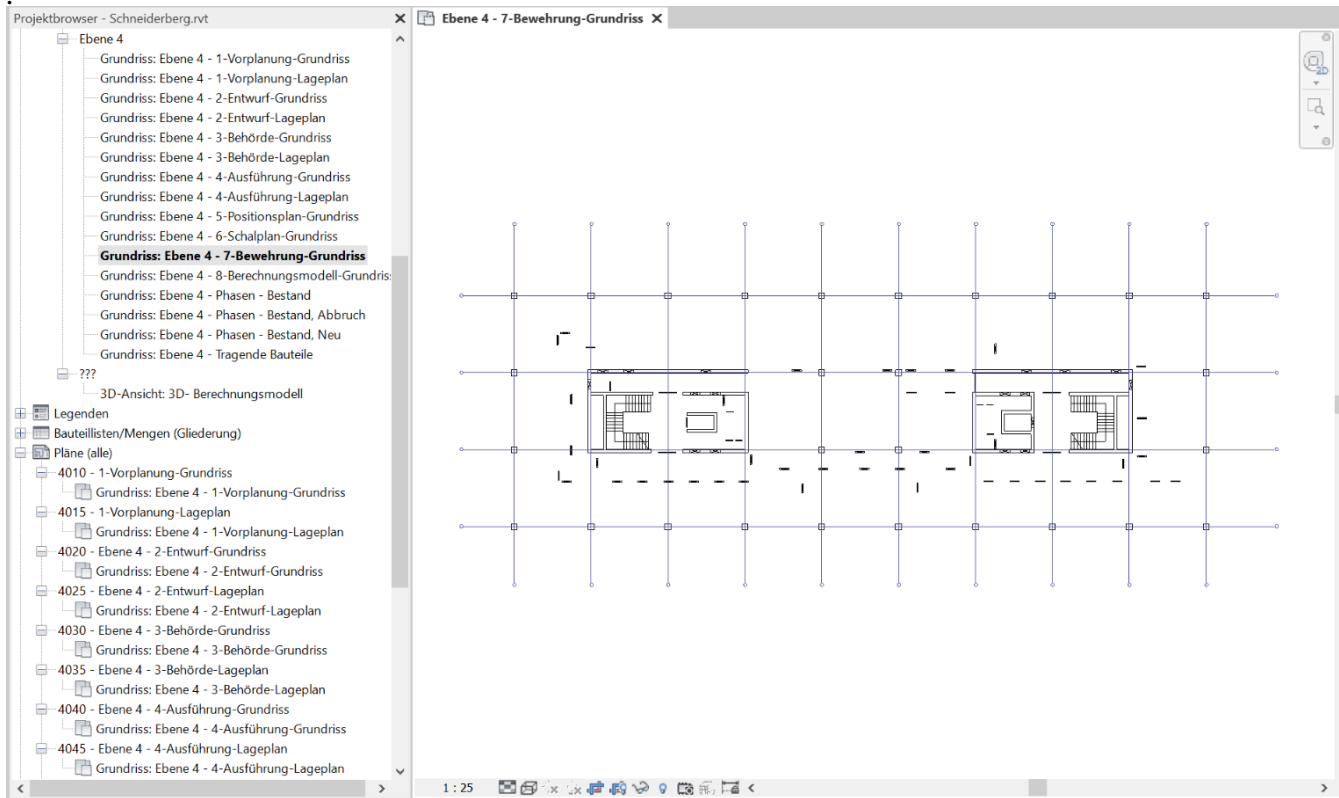 Projektbrowser - Schneiderberg.rvt
Ebene 4
Grundriss: Ebene 4 - 1-Vorplanung-Grundriss
Grundriss: Ebene 4 - 1-Vorplanung-Lageplan
Grundriss: Ebene 4 - 2-Entwurf-Grundriss
Grundriss: Ebene 4 - 2-Entwurf-Lageplan
Grundriss: Ebene 4 - 3-Behörde-Grundriss
Grundriss: Ebene 4 - 3-Behörde-Lageplan
Grundriss: Ebene 4 - 4-Ausführung-Grundriss
Grundriss: Ebene 4 - 4-Ausführung-Lageplan
Grundriss: Ebene 4 - 5-Positionsplan-Grundriss
Grundriss: Ebene 4 - 6-Schalplan-Grundriss
Grundriss: Ebene 4 - 7-Bewehrung-Grundriss
Grundriss: Ebene 4 - 8-Berechnungsmodell-Grundris
Grundriss: Ebene 4 - Phasen - Bestand
Grundriss: Ebene 4 - Phasen - Bestand, Abbruch
Grundriss: Ebene 4 - Phasen - Bestand, Neu
Grundriss: Ebene 4 - Tragende Bauteile
???
3D-Ansicht: 3D- Berechnungsmodell
Legenden
Bauteillisten/Mengen (Gliederung)
Pläne (alle)
4010 - 1-Vorplanung-Grundriss
Grundriss: Ebene 4 - 1-Vorplanung-Grundriss
4015 - 1-Vorplanung-Lageplan
Grundriss: Ebene 4 - 1-Vorplanung-Lageplan
4020 - Ebene 4 - 2-Entwurf-Grundriss
Grundriss: Ebene 4 - 2-Entwurf-Grundriss
4025 - Ebene 4 - 2-Entwurf-Lageplan
Grundriss: Ebene 4 - 2-Entwurf-Lageplan
4030 - Ebene 4 - 3-Behörde-Grundriss
Grundriss: Ebene 4 - 3-Behörde-Grundriss
4035 - Ebene 4 - 3-Behörde-Lageplan
Grundriss: Ebene 4 - 3-Behörde-Lageplan
4040 - Ebene 4 - 4-Ausführung-Grundriss
Grundriss: Ebene 4 - 4-Ausführung-Grundriss
4045 - Ebene 4 - 4-Ausführung-Lageplan
Grundriss: Ebene 4 - 4-Ausführung-Lageplan
Ebene 4 - 7-Bewehrung-Grundriss
2D
1 : 25